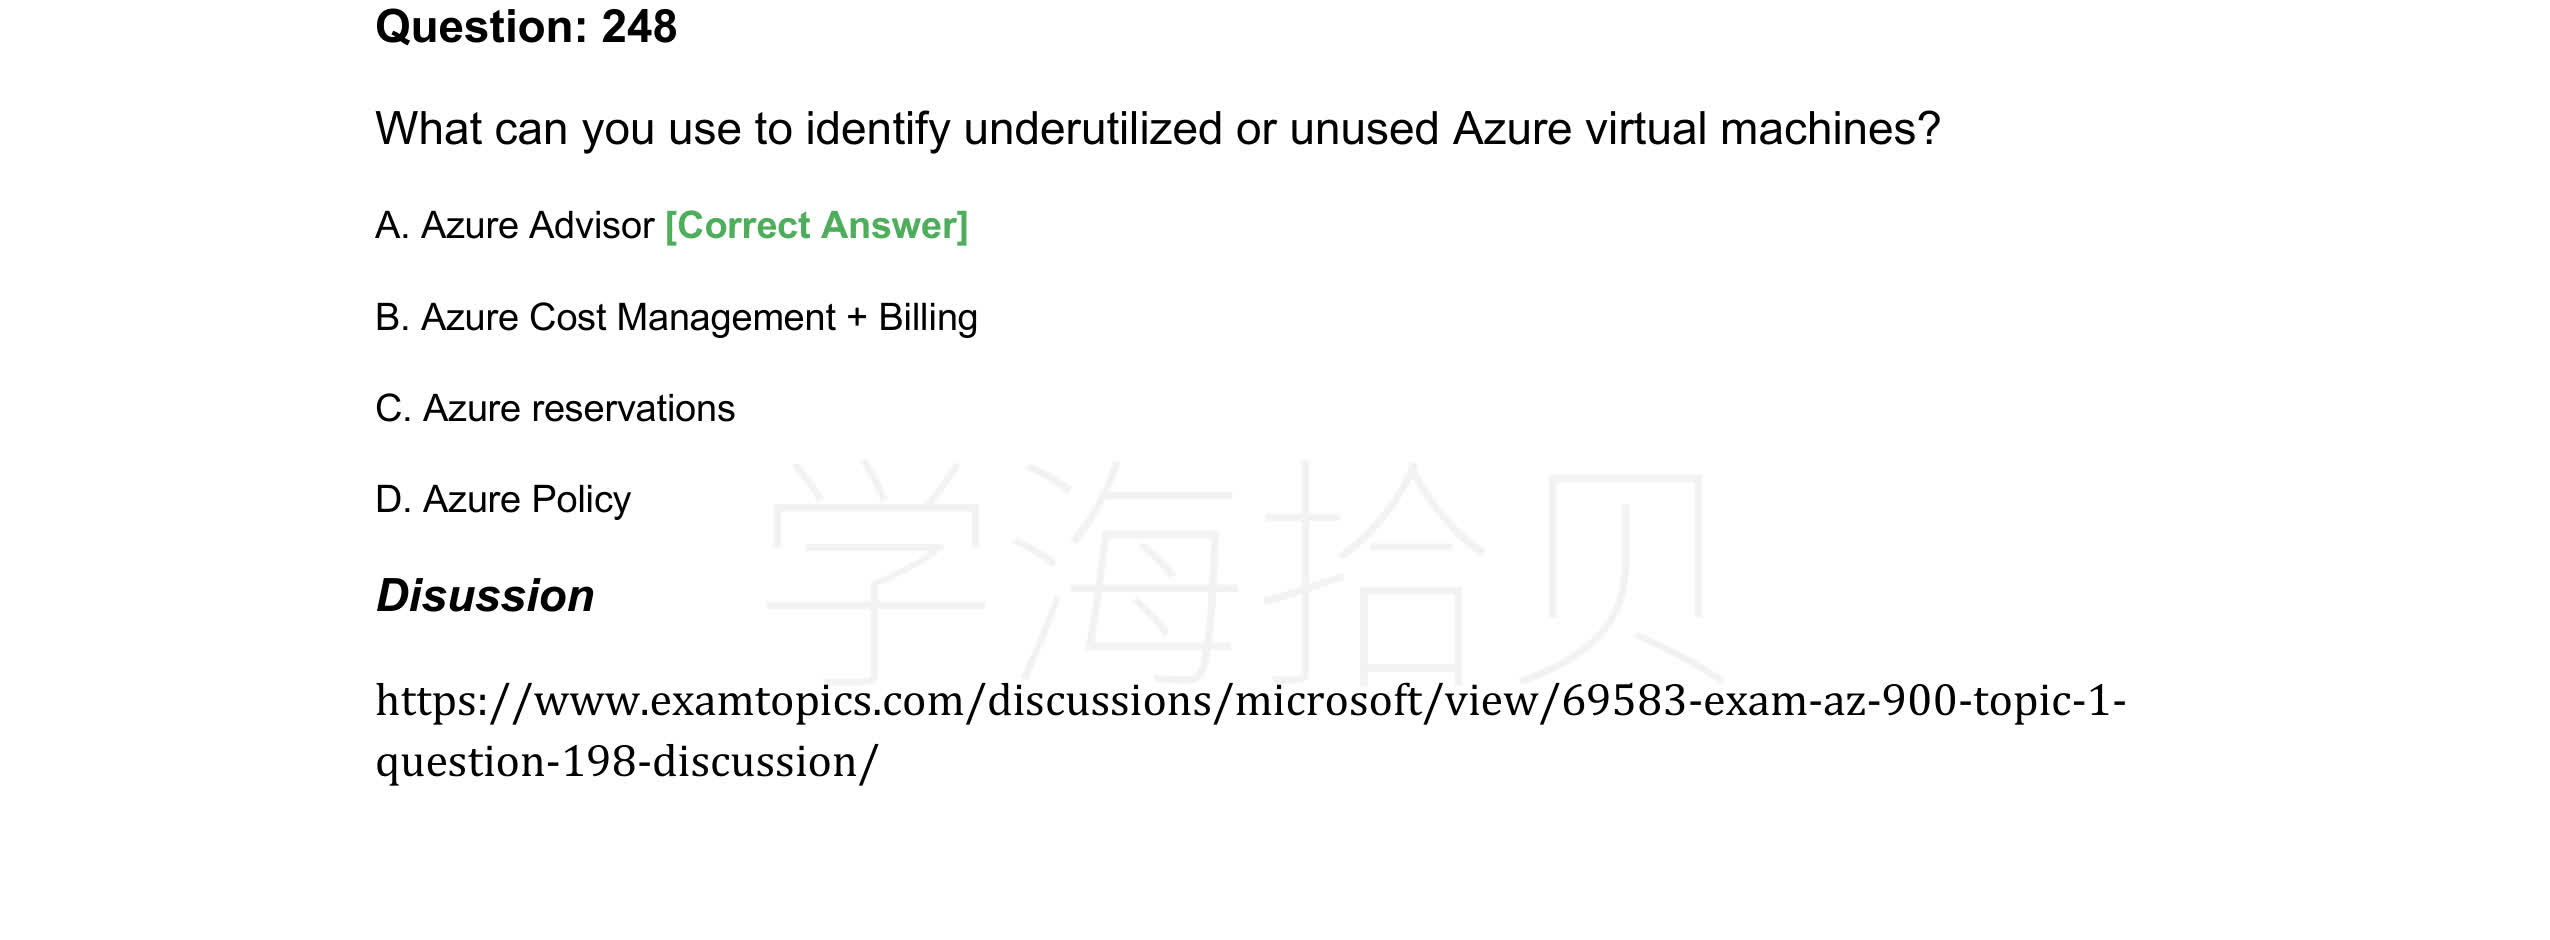 Question: 248
What can you use to identify underutilized or unused Azure virtual machines?
A. Azure Advisor [Correct Answer]
B. Azure Cost Management + Billing
C. Azure reservations
D. Azure Policy
学海拾贝
Disussion
https://www.examtopics.com/discussions/microsoft/view/69583-exam-az-900-topic-1-
question-198-discussion/